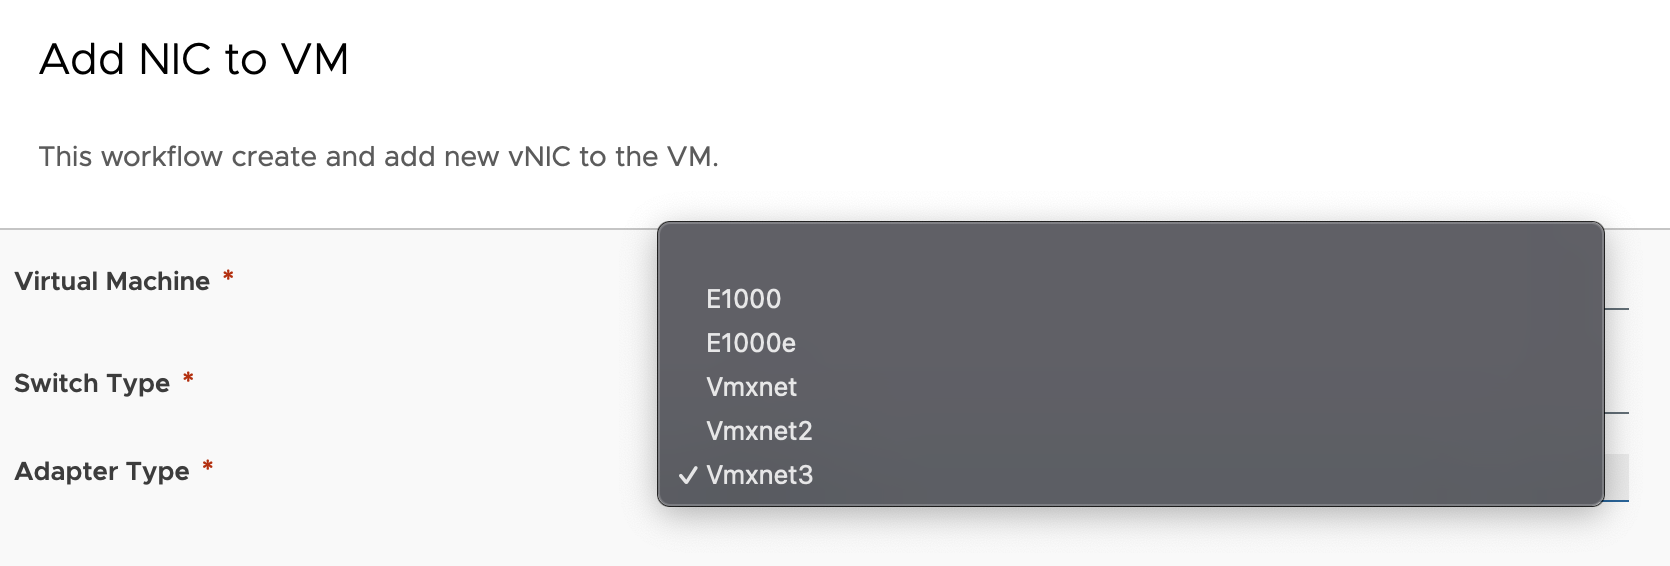 Add NIC to VM
This workflow create and add new vNIC to the VM.
Virtual Machine *
Switch Type *
Adapter Type *
E1000
E1000e
Vmxnet
Vmxnet2
✓ Vmxnet3